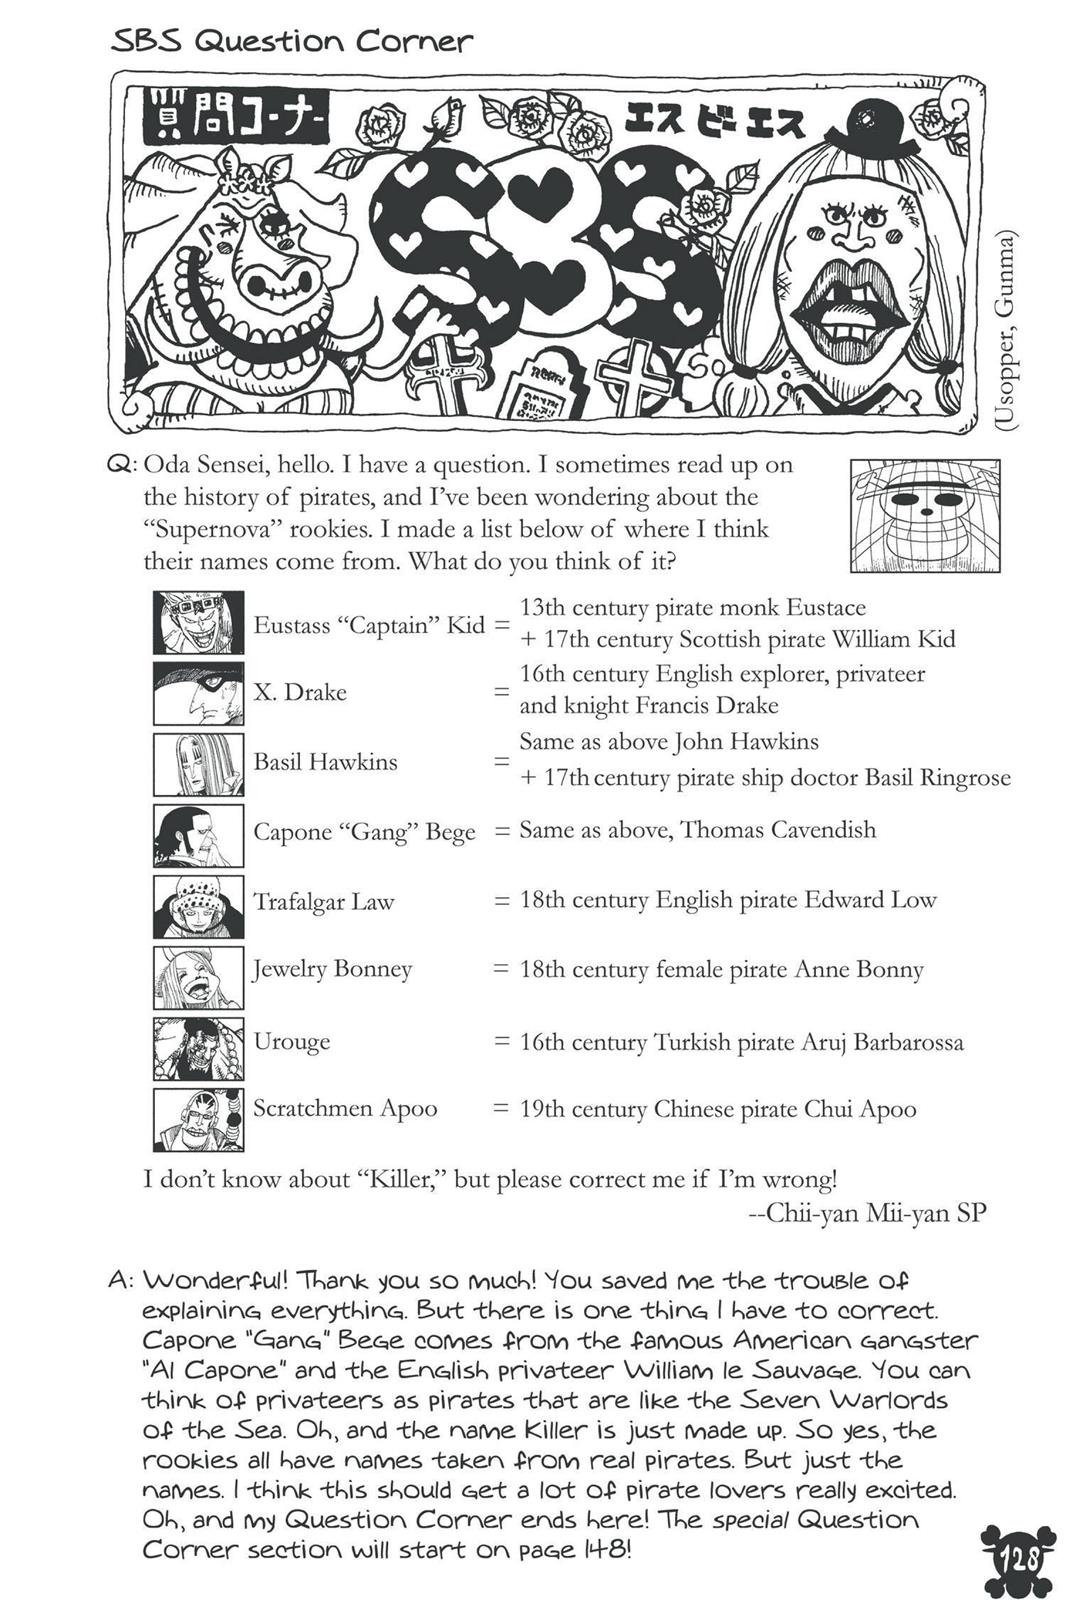 SBS Question Corner
質問コーナー
エスビーエス
SBS
(Usopper, Gunma)
Q: Oda Sensei, hello. I have a question. I sometimes read up on
the history of pirates, and I've been wondering about the
“Supernova” rookies. I made a list below of where I think
their names come from. What do you think of it?
Eustass “Captain” Kid = 13th century pirate monk Eustace
+ 17th century Scottish pirate William Kid
X. Drake = 16th century English explorer, privateer
and knight Francis Drake
Basil Hawkins = Same as above John Hawkins
+ 17th century pirate ship doctor Basil Ringrose
Capone “Gang” Bege = Same as above, Thomas Cavendish
Trafalgar Law = 18th century English pirate Edward Low
Jewelry Bonney = 18th century female pirate Anne Bonny
Urouge = 16th century Turkish pirate Aruj Barbarossa
Scratchmen Apoo = 19th century Chinese pirate Chui Apoo
I don't know about “Killer,” but please correct me if I'm wrong!
--Chii-yan Mii-yan SP
A: Wonderful! Thank you so much! You saved me the trouble of
explaining everything. But there is one thing I have to correct.
Capone "Gang" Bege comes from the famous American gangster
"Al Capone" and the English privateer William le Sauvage. You can
think of privateers as pirates that are like the Seven Warlords
of the Sea. Oh, and the name Killer is just made up. So yes, the
rookies all have names taken from real pirates. But just the
names. I think this should get a lot of pirate lovers really excited.
Oh, and my Question Corner ends here! The special Question
Corner section will start on page 148!
128